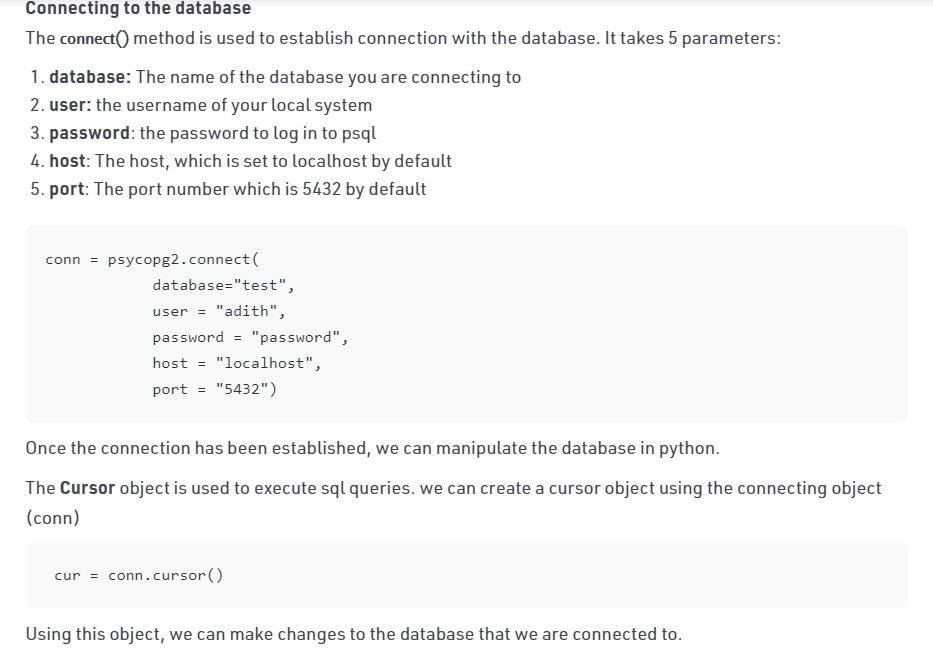 Connecting to the database
The connect() method is used to establish connection with the database. It takes 5 parameters:
1. database: The name of the database you are connecting to
2. user: the username of your local system
3. password: the password to log in to psql
4. host: The host, which is set to localhost by default
5. port: The port number which is 5432 by default
conn = psycopg2.connect(
            database="test",
            user = "adith",
            password = "password",
            host = "localhost",
            port = "5432")
Once the connection has been established, we can manipulate the database in python.
The Cursor object is used to execute sql queries. we can create a cursor object using the connecting object
(conn)
cur = conn.cursor()
Using this object, we can make changes to the database that we are connected to.